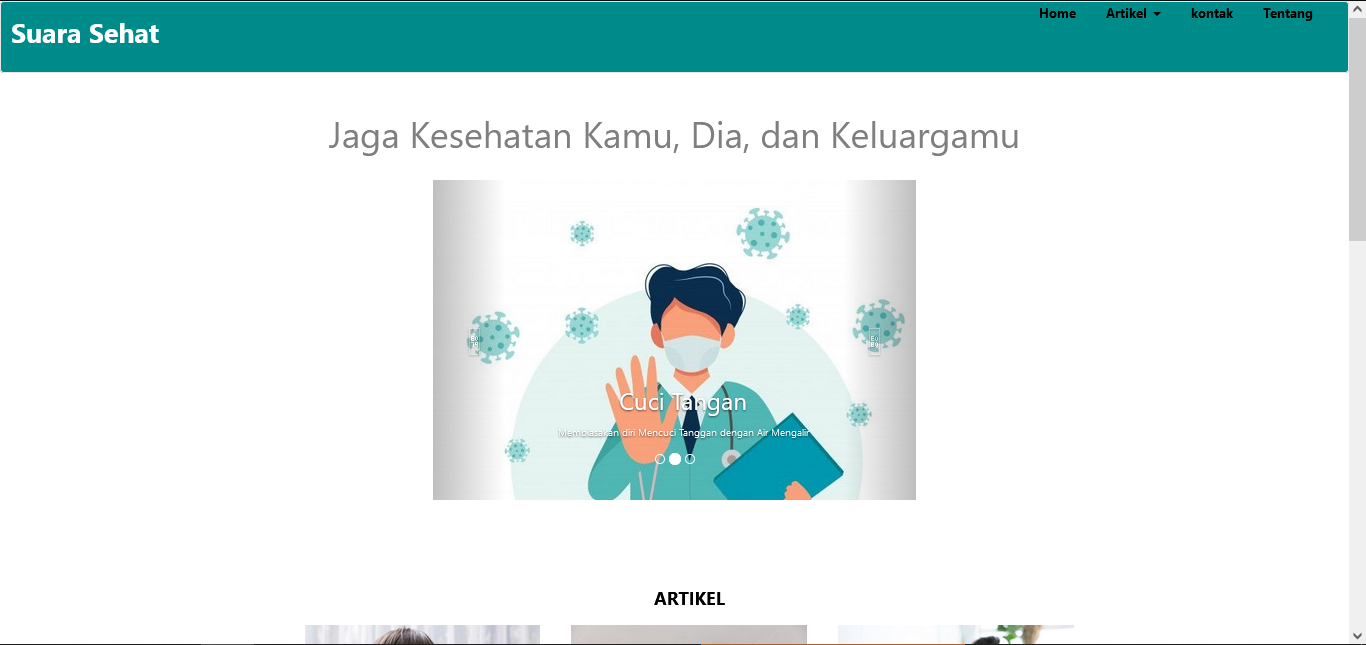 Suara Sehat
Home Artikel kontak Tentang
Jaga Kesehatan Kamu, Dia, dan Keluargamu
Cuci Tangan
Membiasakan diri Mencuci Tanggan dengan Air Mengalir
ARTIKEL